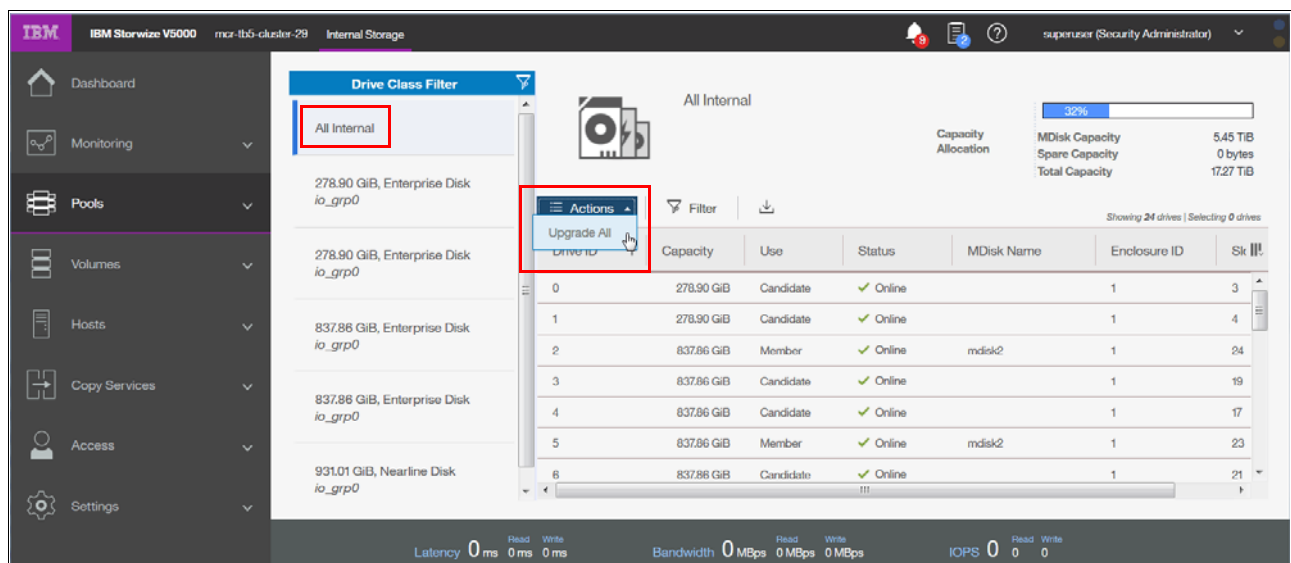 IBM IBM Storwize V5000 mcr-tb5-cluster-29 Internal Storage 9 2 ? superuser (Security Administrator)
Dashboard
Monitoring
Pools
Volumes
Hosts
Copy Services
Access
Settings
Drive Class Filter
All Internal
278.90 GiB, Enterprise Disk
io_grp0
278.90 GiB, Enterprise Disk
io_grp0
837.86 GiB, Enterprise Disk
io_grp0
837.86 GiB, Enterprise Disk
io_grp0
931.01 GiB, Nearline Disk
io_grp0
All Internal
Capacity
Allocation
32%
MDisk Capacity 5.45 TiB
Spare Capacity 0 bytes
Total Capacity 17.27 TiB
Actions Filter
Showing 24 drives | Selecting 0 drives
Upgrade All
Drive ID Capacity Use Status MDisk Name Enclosure ID Slo
0 278.90 GiB Candidate Online 1 3
1 278.90 GiB Candidate Online 1 4
2 837.86 GiB Member Online mdisk2 1 24
3 837.86 GiB Candidate Online 1 19
4 837.86 GiB Candidate Online 1 17
5 837.86 GiB Member Online mdisk2 1 23
6 837.86 GiB Candidate Online 1 21
Latency 0 ms Read 0 ms Write 0 ms Bandwidth 0 MBps Read 0 MBps Write 0 MBps IOPS 0 Read 0 Write 0